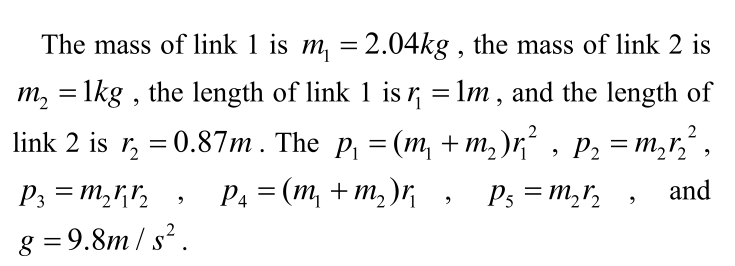 The mass of link 1 is m₁ = 2.04kg , the mass of link 2 is
m₂ = 1kg , the length of link 1 is r₁ = 1m , and the length of
link 2 is r₂ = 0.87m . The p₁ = (m₁ + m₂)r₁² , p₂ = m₂r₂² ,
p₃ = m₂r₁r₂ , p₄ = (m₁ + m₂)r₁ , p₅ = m₂r₂ , and
g = 9.8m / s² .